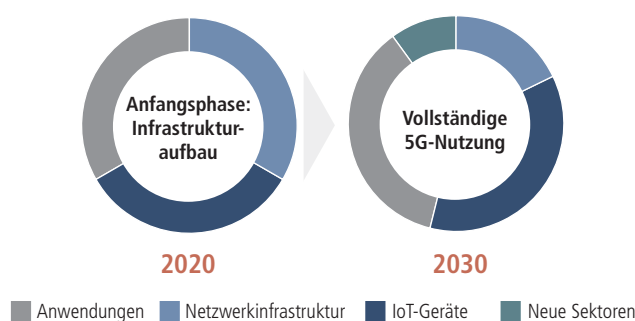 Anfangsphase:
Infrastruktur-
aufbau
Vollständige
5G-Nutzung
2020
2030
Anwendungen
Netzwerkinfrastruktur
IoT-Geräte
Neue Sektoren